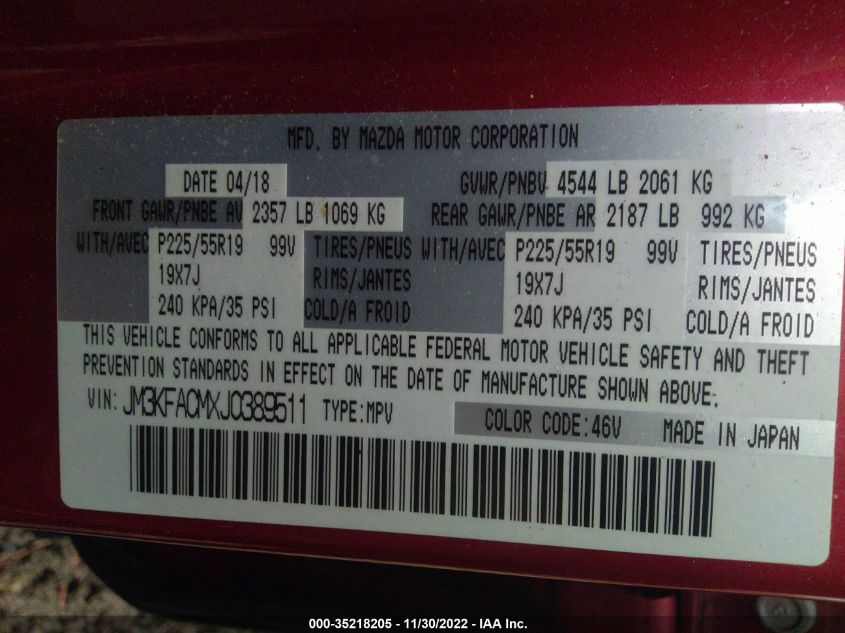 MFD. BY MAZDA MOTOR CORPORATION
DATE 04/18 GVWR/PNBV 4544 LB 2061 KG
FRONT GAWR/PNBE AV 2357 LB 1069 KG REAR GAWR/PNBE AR 2187 LB 992 KG
WITH/AVEC P225/55R19 99V TIRES/PNEUS WITH/AVEC P225/55R19 99V TIRES/PNEUS
19X7J RIMS/JANTES 19X7J RIMS/JANTES
240 KPA/35 PSI COLD/A FROID 240 KPA/35 PSI COLD/A FROID
THIS VEHICLE CONFORMS TO ALL APPLICABLE FEDERAL MOTOR VEHICLE SAFETY AND THEFT
PREVENTION STANDARDS IN EFFECT ON THE DATE OF MANUFACTURE SHOWN ABOVE.
VIN: JM3KFACMXJ0389511 TYPE:MPV COLOR CODE:46V MADE IN JAPAN
000-35218205 - 11/30/2022 - IAA Inc.